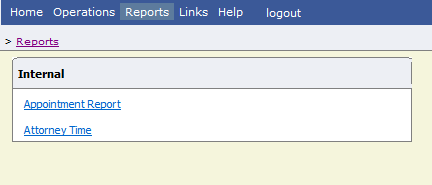 Home Operations Reports Links Help logout
> Reports
Internal
Appointment Report
Attorney Time